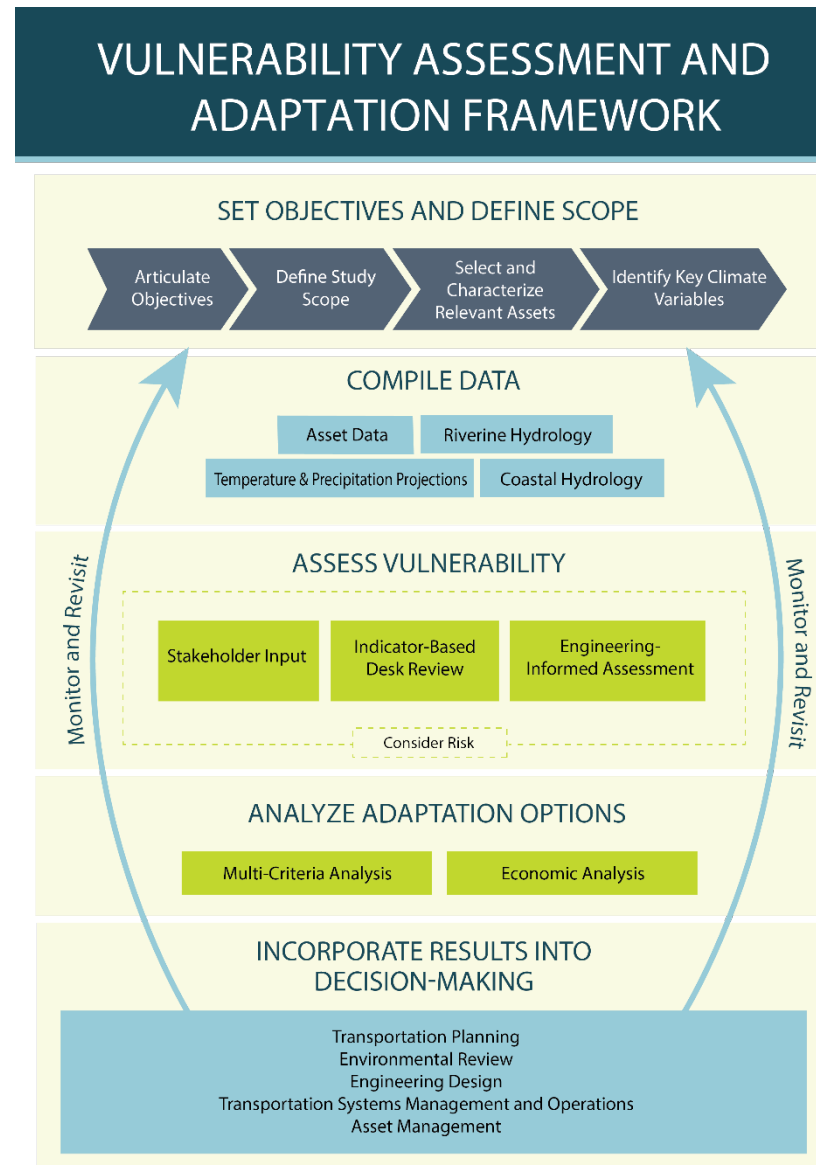 VULNERABILITY ASSESSMENT AND
ADAPTATION FRAMEWORK
SET OBJECTIVES AND DEFINE SCOPE
Articulate
Objectives
Define Study
Scope
Select and
Characterize
Relevant Assets
Identify Key Climate
Variables
COMPILE DATA
Asset Data
Riverine Hydrology
Temperature & Precipitation Projections
Coastal Hydrology
Monitor and Revisit
ASSESS VULNERABILITY
Stakeholder Input
Indicator-Based
Desk Review
Engineering-
Informed Assessment
Consider Risk
Monitor and Revisit
ANALYZE ADAPTATION OPTIONS
Multi-Criteria Analysis
Economic Analysis
INCORPORATE RESULTS INTO
DECISION-MAKING
Transportation Planning
Environmental Review
Engineering Design
Transportation Systems Management and Operations
Asset Management